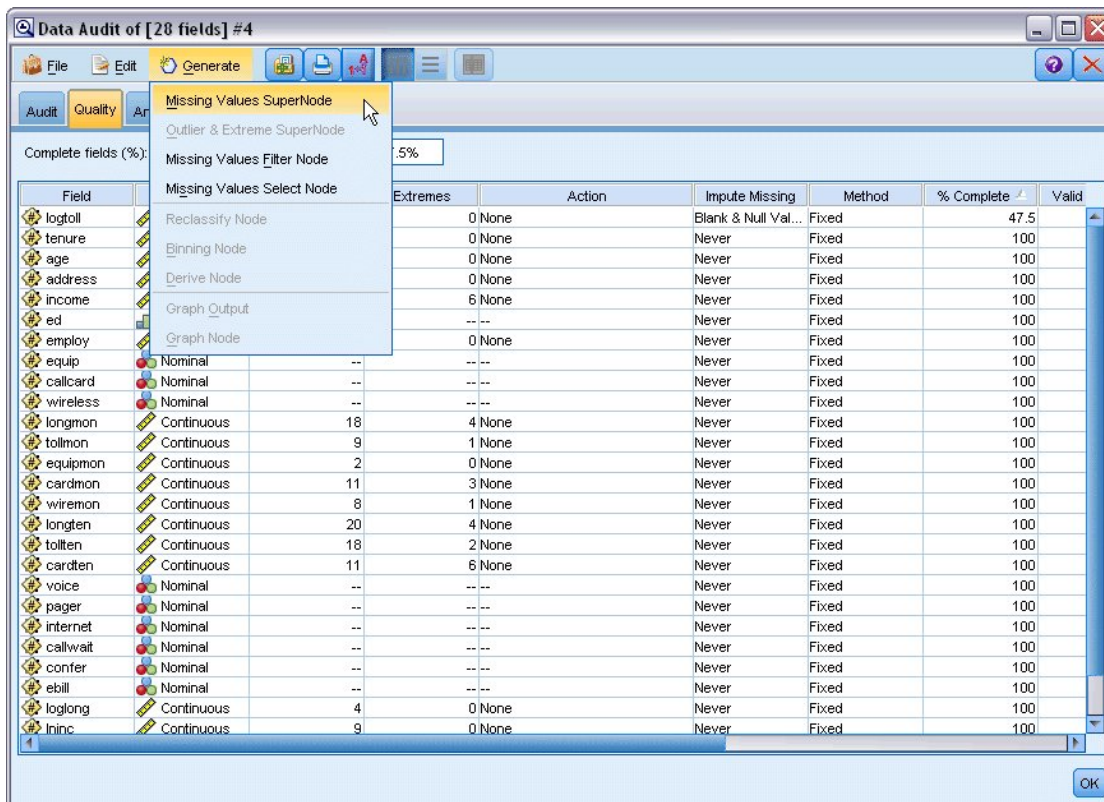 Data Audit of [28 fields] #4
File Edit Generate
Audit Quality An
Missing Values SuperNode
Outlier & Extreme SuperNode
Missing Values Filter Node
Missing Values Select Node
Reclassify Node
Binning Node
Derive Node
Graph Output
Graph Node
Complete fields (%): .5%
Field Extremes Action Impute Missing Method % Complete Valid
logtoll 0 None Blank & Null Val... Fixed 47.5
tenure 0 None Never Fixed 100
age 0 None Never Fixed 100
address 0 None Never Fixed 100
income 6 None Never Fixed 100
ed -- -- Never Fixed 100
employ 0 None Never Fixed 100
equip Nominal -- -- -- Never Fixed 100
callcard Nominal -- -- -- Never Fixed 100
wireless Nominal -- -- -- Never Fixed 100
longmon Continuous 18 4 None Never Fixed 100
tollmon Continuous 9 1 None Never Fixed 100
equipmon Continuous 2 0 None Never Fixed 100
cardmon Continuous 11 3 None Never Fixed 100
wiremon Continuous 8 1 None Never Fixed 100
longten Continuous 20 4 None Never Fixed 100
tollten Continuous 18 2 None Never Fixed 100
cardten Continuous 11 6 None Never Fixed 100
voice Nominal -- -- -- Never Fixed 100
pager Nominal -- -- -- Never Fixed 100
internet Nominal -- -- -- Never Fixed 100
callwait Nominal -- -- -- Never Fixed 100
confer Nominal -- -- -- Never Fixed 100
ebill Nominal -- -- -- Never Fixed 100
loglong Continuous 4 0 None Never Fixed 100
lninc Continuous 9 0 None Never Fixed 100
OK